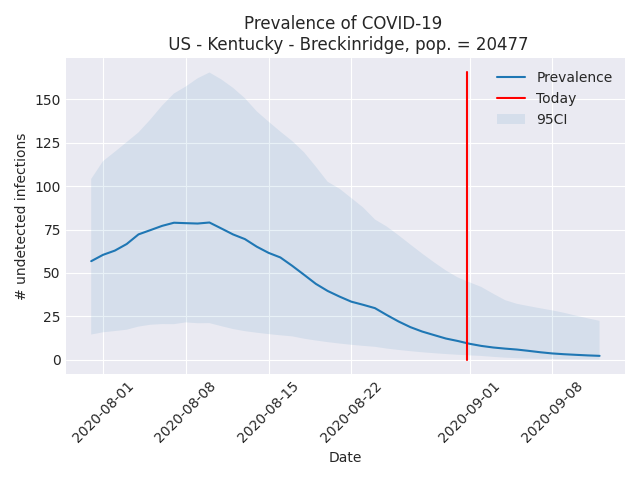 Prevalence of COVID-19
US - Kentucky - Breckinridge, pop. = 20477
Prevalence
Today
95CI
# undetected infections
150
125
100
75
50
25
0
2020-08-01
2020-08-08
2020-08-15
2020-08-22
2020-09-01
2020-09-08
Date